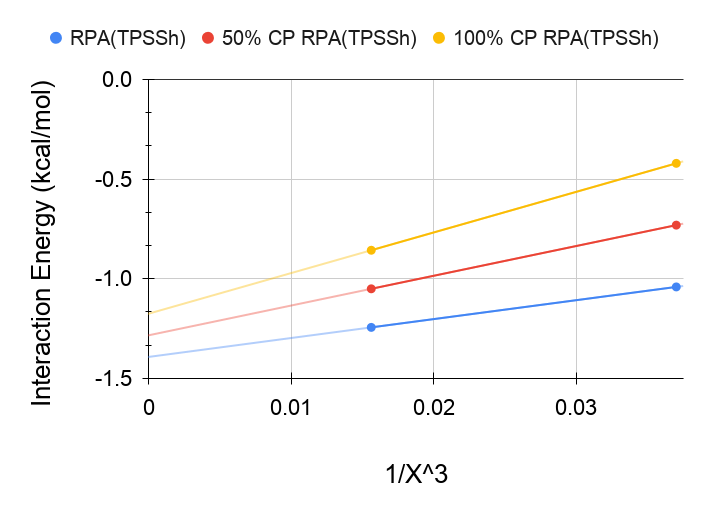 RPA(TPSSh) 50% CP RPA(TPSSh) 100% CP RPA(TPSSh)
Interaction Energy (kcal/mol)
0.0
-0.5
-1.0
-1.5
0 0.01 0.02 0.03
1/X^3